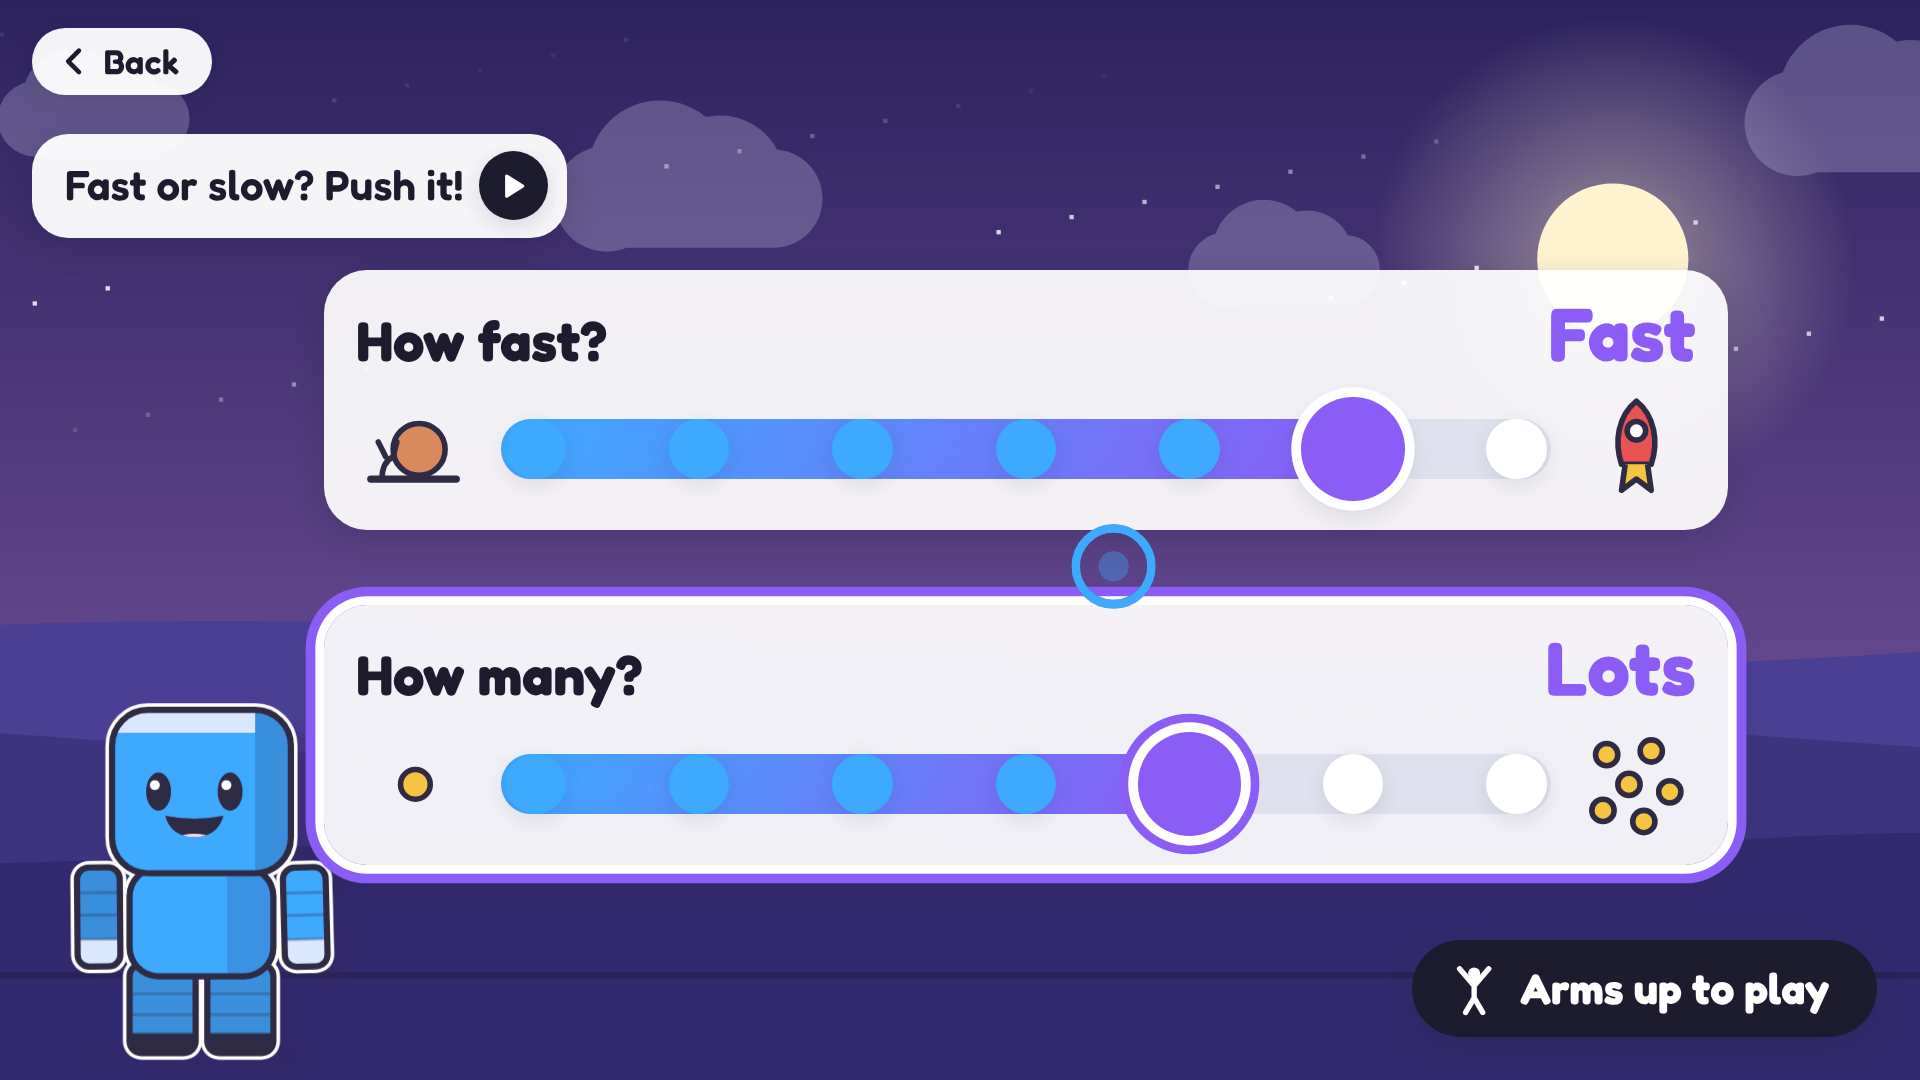 Back
Fast or slow? Push it!
How fast?
Fast
How many?
Lots
Arms up to play